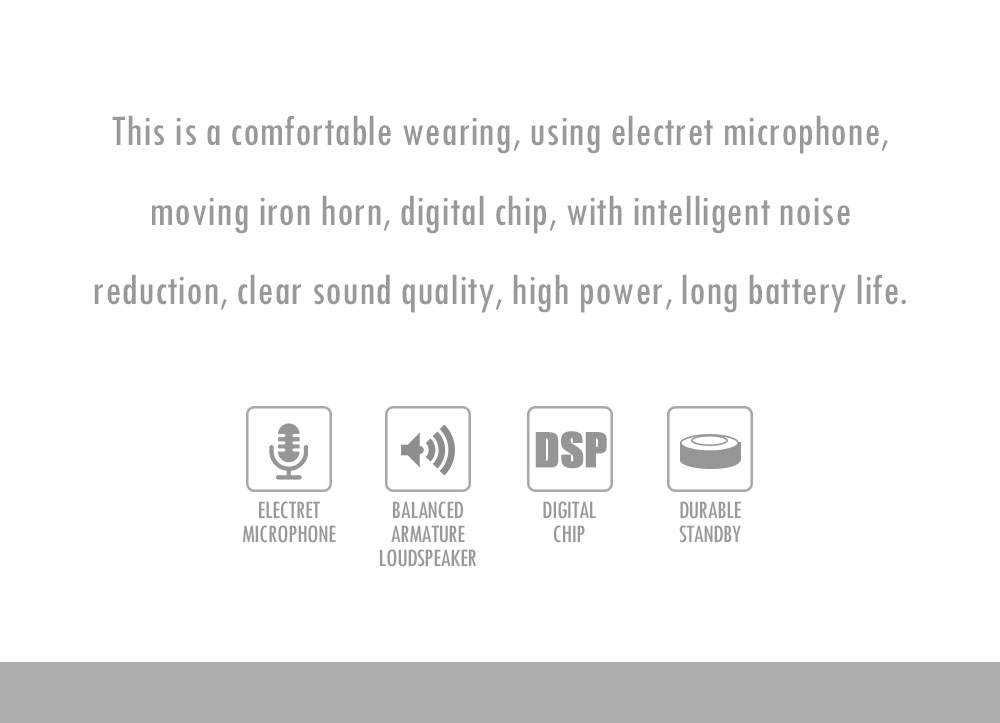 This is a comfortable wearing, using electret microphone,
moving iron horn, digital chip, with intelligent noise
reduction, clear sound quality, high power, long battery life.
DSP
ELECTRET
MICROPHONE
BALANCED
ARMATURE
LOUDSPEAKER
DIGITAL
CHIP
DURABLE
STANDBY